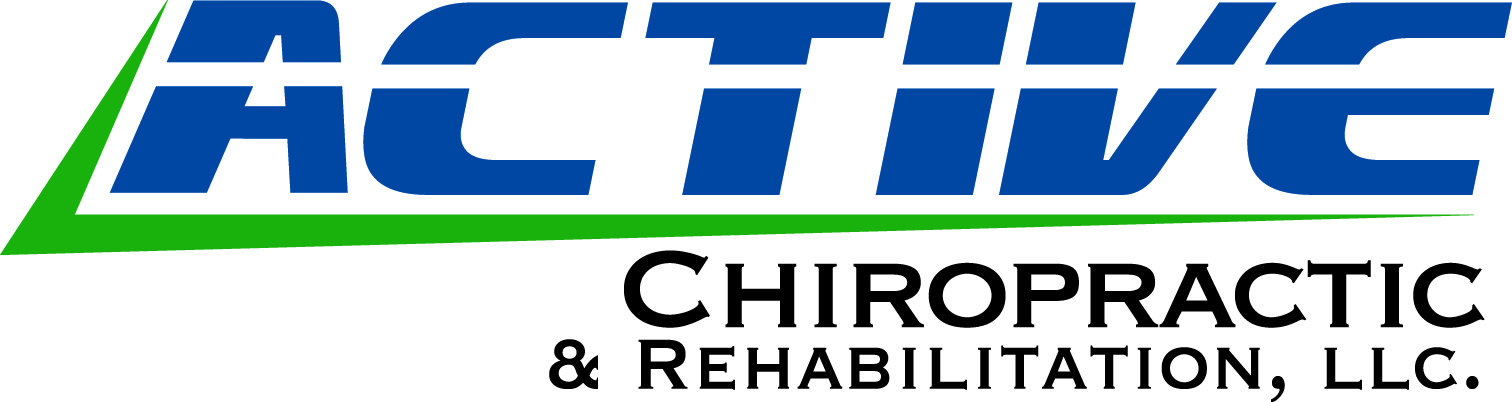 ACTIVE
CHIROPRACTIC
& REHABILITATION, LLC.